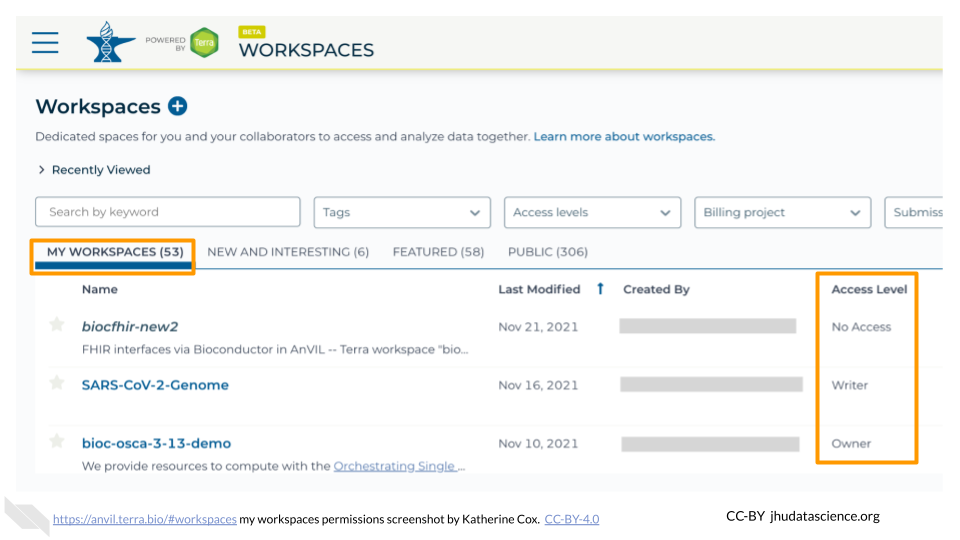 POWERED BY Terra
BETA
WORKSPACES
Workspaces
Dedicated spaces for you and your collaborators to access and analyze data together. Learn more about workspaces.
Recently Viewed
Search by keyword Tags Access levels Billing project Submiss
MY WORKSPACES (53) NEW AND INTERESTING (6) FEATURED (58) PUBLIC (306)
Name Last Modified Created By Access Level
biocfhir-new2 Nov 21, 2021 No Access
FHIR interfaces via Bioconductor in AnVIL -- Terra workspace "bio...
SARS-CoV-2-Genome Nov 16, 2021 Writer
bioc-osca-3-13-demo Nov 10, 2021 Owner
We provide resources to compute with the Orchestrating Single ...
https://anvil.terra.bio/#workspaces my workspaces permissions screenshot by Katherine Cox. CC-BY-4.0
CC-BY jhudatascience.org